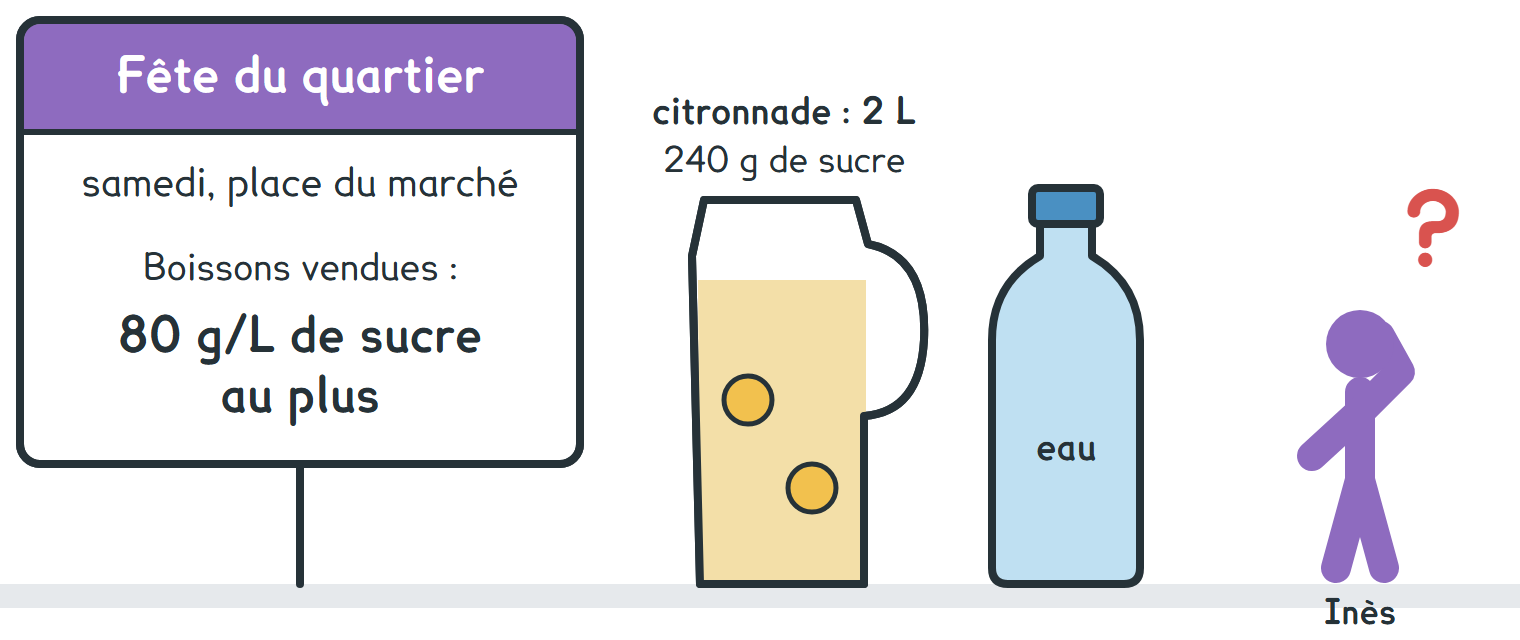 Fête du quartier
samedi, place du marché
Boissons vendues :
80 g/L de sucre
au plus
citronnade : 2 L
240 g de sucre
eau
?
Inès